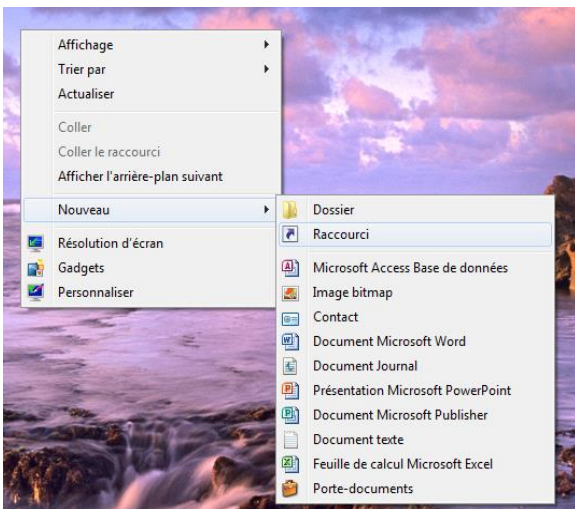 Affichage
Trier par
Actualiser
Coller
Coller le raccourci
Afficher l'arrière-plan suivant
Nouveau
Résolution d'écran
Gadgets
Personnaliser
Dossier
Raccourci
Microsoft Access Base de données
Image bitmap
Contact
Document Microsoft Word
Document Journal
Présentation Microsoft PowerPoint
Document Microsoft Publisher
Document texte
Feuille de calcul Microsoft Excel
Porte-documents